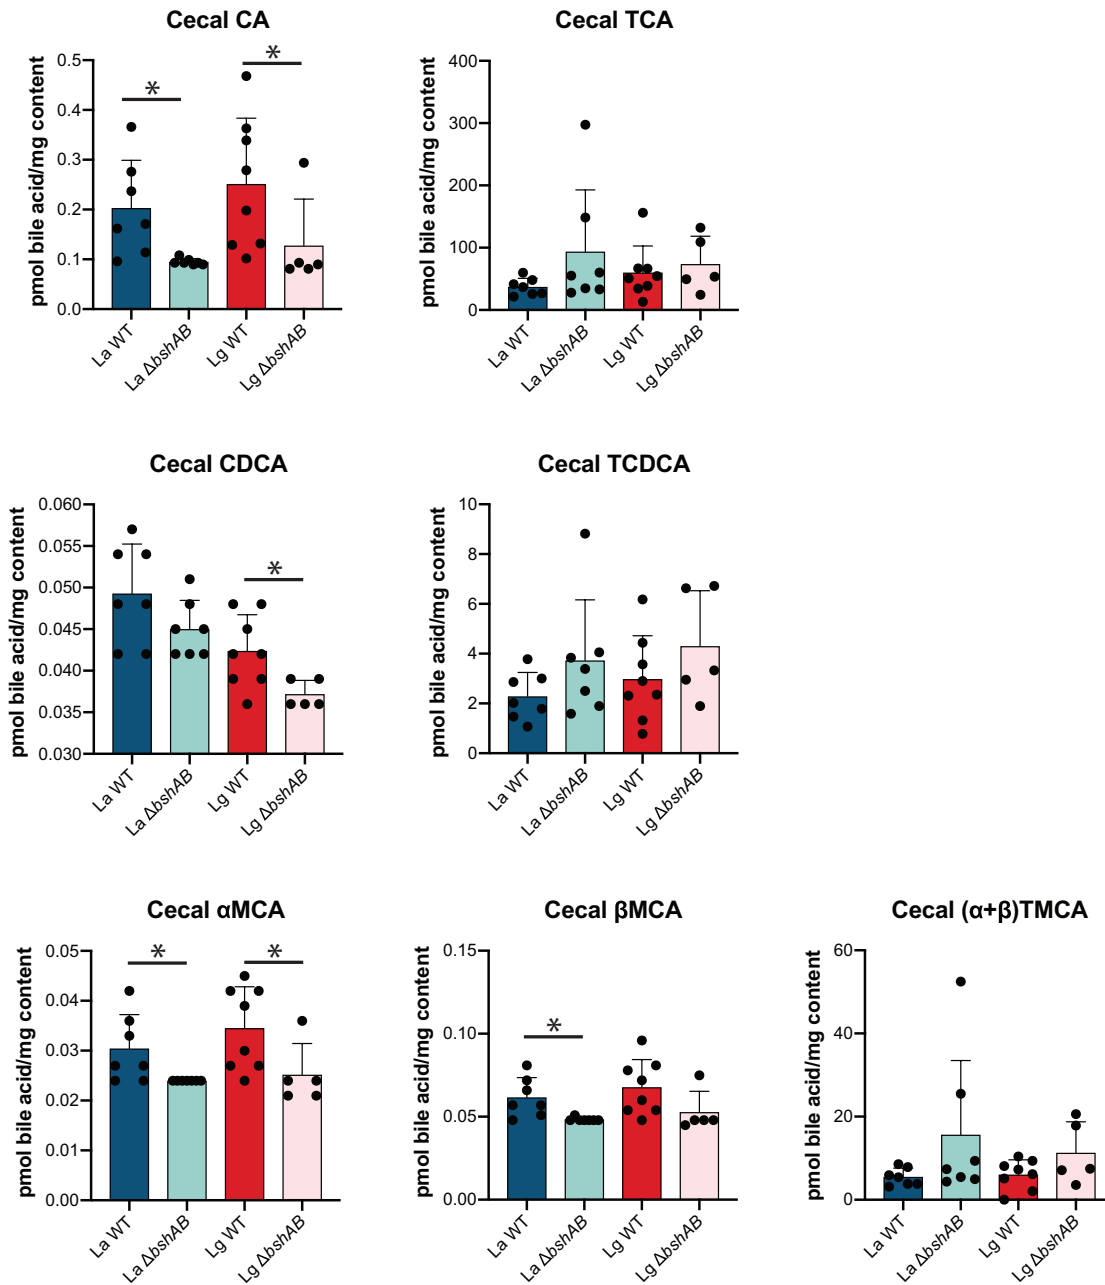 Cecal CA
pmol bile acid/mg content
0.5
0.4
0.3
0.2
0.1
0.0
*
*
La WT
La ΔbshAB
Lg WT
Lg ΔbshAB
Cecal TCA
pmol bile acid/mg content
400
300
200
100
0
La WT
La ΔbshAB
Lg WT
Lg ΔbshAB
Cecal CDCA
pmol bile acid/mg content
0.060
0.055
0.050
0.045
0.040
0.035
0.030
*
La WT
La ΔbshAB
Lg WT
Lg ΔbshAB
Cecal TCDCA
pmol bile acid/mg content
10
8
6
4
2
0
La WT
La ΔbshAB
Lg WT
Lg ΔbshAB
Cecal αMCA
pmol bile acid/mg content
0.05
0.04
0.03
0.02
0.01
0.00
*
*
La WT
La ΔbshAB
Lg WT
Lg ΔbshAB
Cecal βMCA
pmol bile acid/mg content
0.15
0.10
0.05
0.00
*
La WT
La ΔbshAB
Lg WT
Lg ΔbshAB
Cecal (α+β)TMCA
pmol bile acid/mg content
60
40
20
0
La WT
La ΔbshAB
Lg WT
Lg ΔbshAB